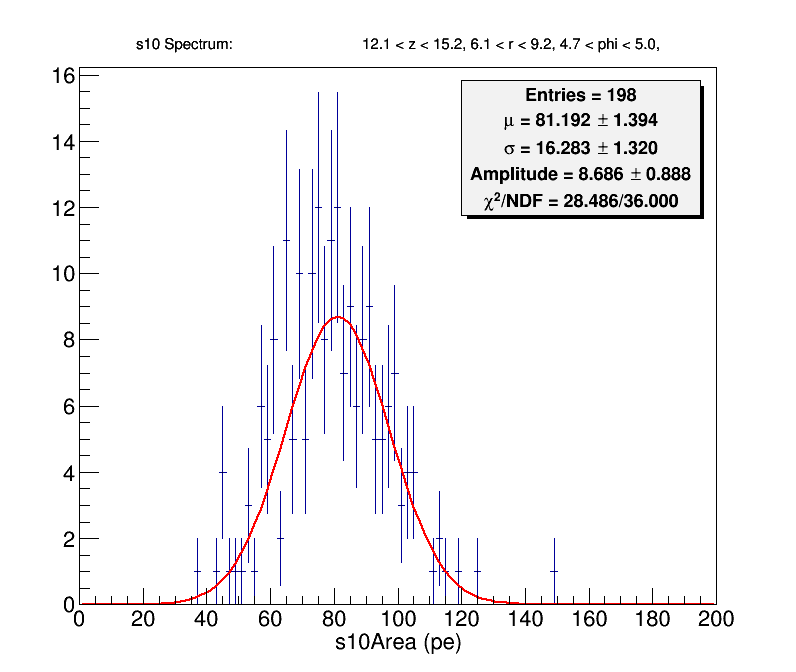 s10 Spectrum: 12.1 < z < 15.2, 6.1 < r < 9.2, 4.7 < phi < 5.0,
Entries = 198
μ = 81.192 ± 1.394
σ = 16.283 ± 1.320
Amplitude = 8.686 ± 0.888
χ²/NDF = 28.486/36.000
16
14
12
10
8
6
4
2
0
0 20 40 60 80 100 120 140 160 180 200
s10Area (pe)